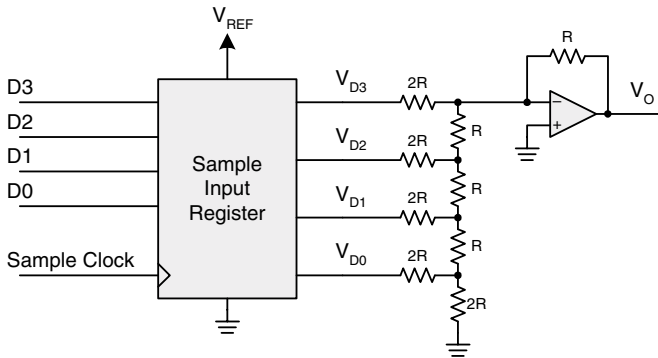 V_REF
R
D3
V_D3
2R
V_O
−
+
D2
R
V_D2
2R
D1
Sample
Input
Register
R
D0
V_D1
2R
R
Sample Clock
V_D0
2R
2R